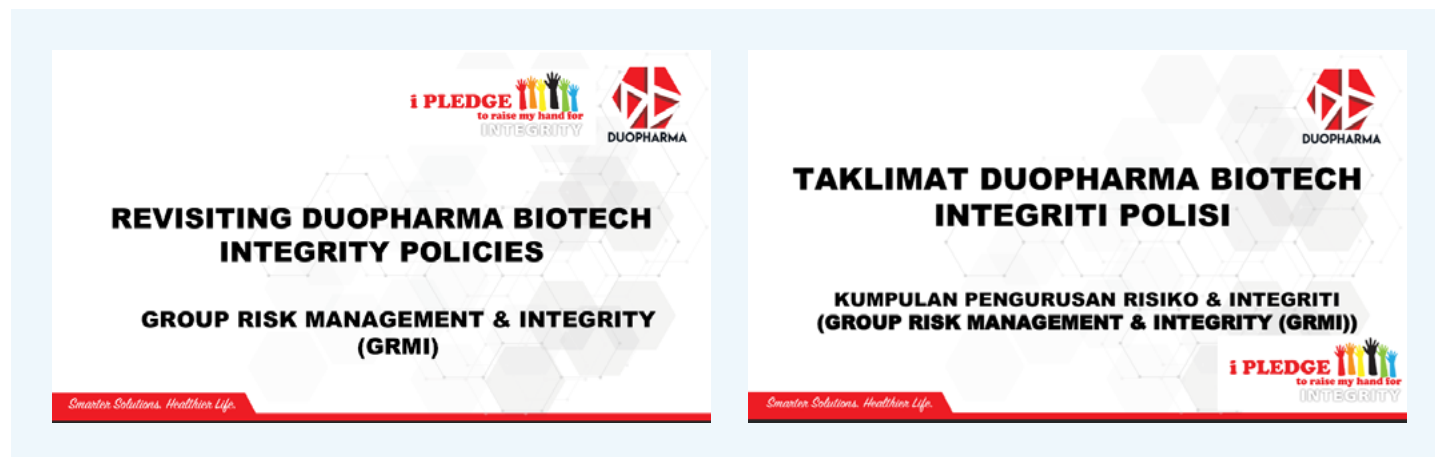 i PLEDGE
to raise my hand for
INTEGRITY
DUOPHARMA
REVISITING DUOPHARMA BIOTECH
INTEGRITY POLICIES
GROUP RISK MANAGEMENT & INTEGRITY
(GRMI)
Smarter Solutions. Healthier Life.
DUOPHARMA
TAKLIMAT DUOPHARMA BIOTECH
INTEGRITI POLISI
KUMPULAN PENGURUSAN RISIKO & INTEGRITI
(GROUP RISK MANAGEMENT & INTEGRITY (GRMI))
i PLEDGE
to raise my hand for
INTEGRITY
Smarter Solutions. Healthier Life.